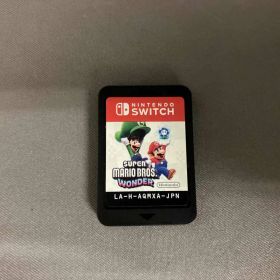 NINTENDO
SWITCH
SUPER
MARIO BROS.
WONDER
Nintendo
LA-H-AQMXA-JPN